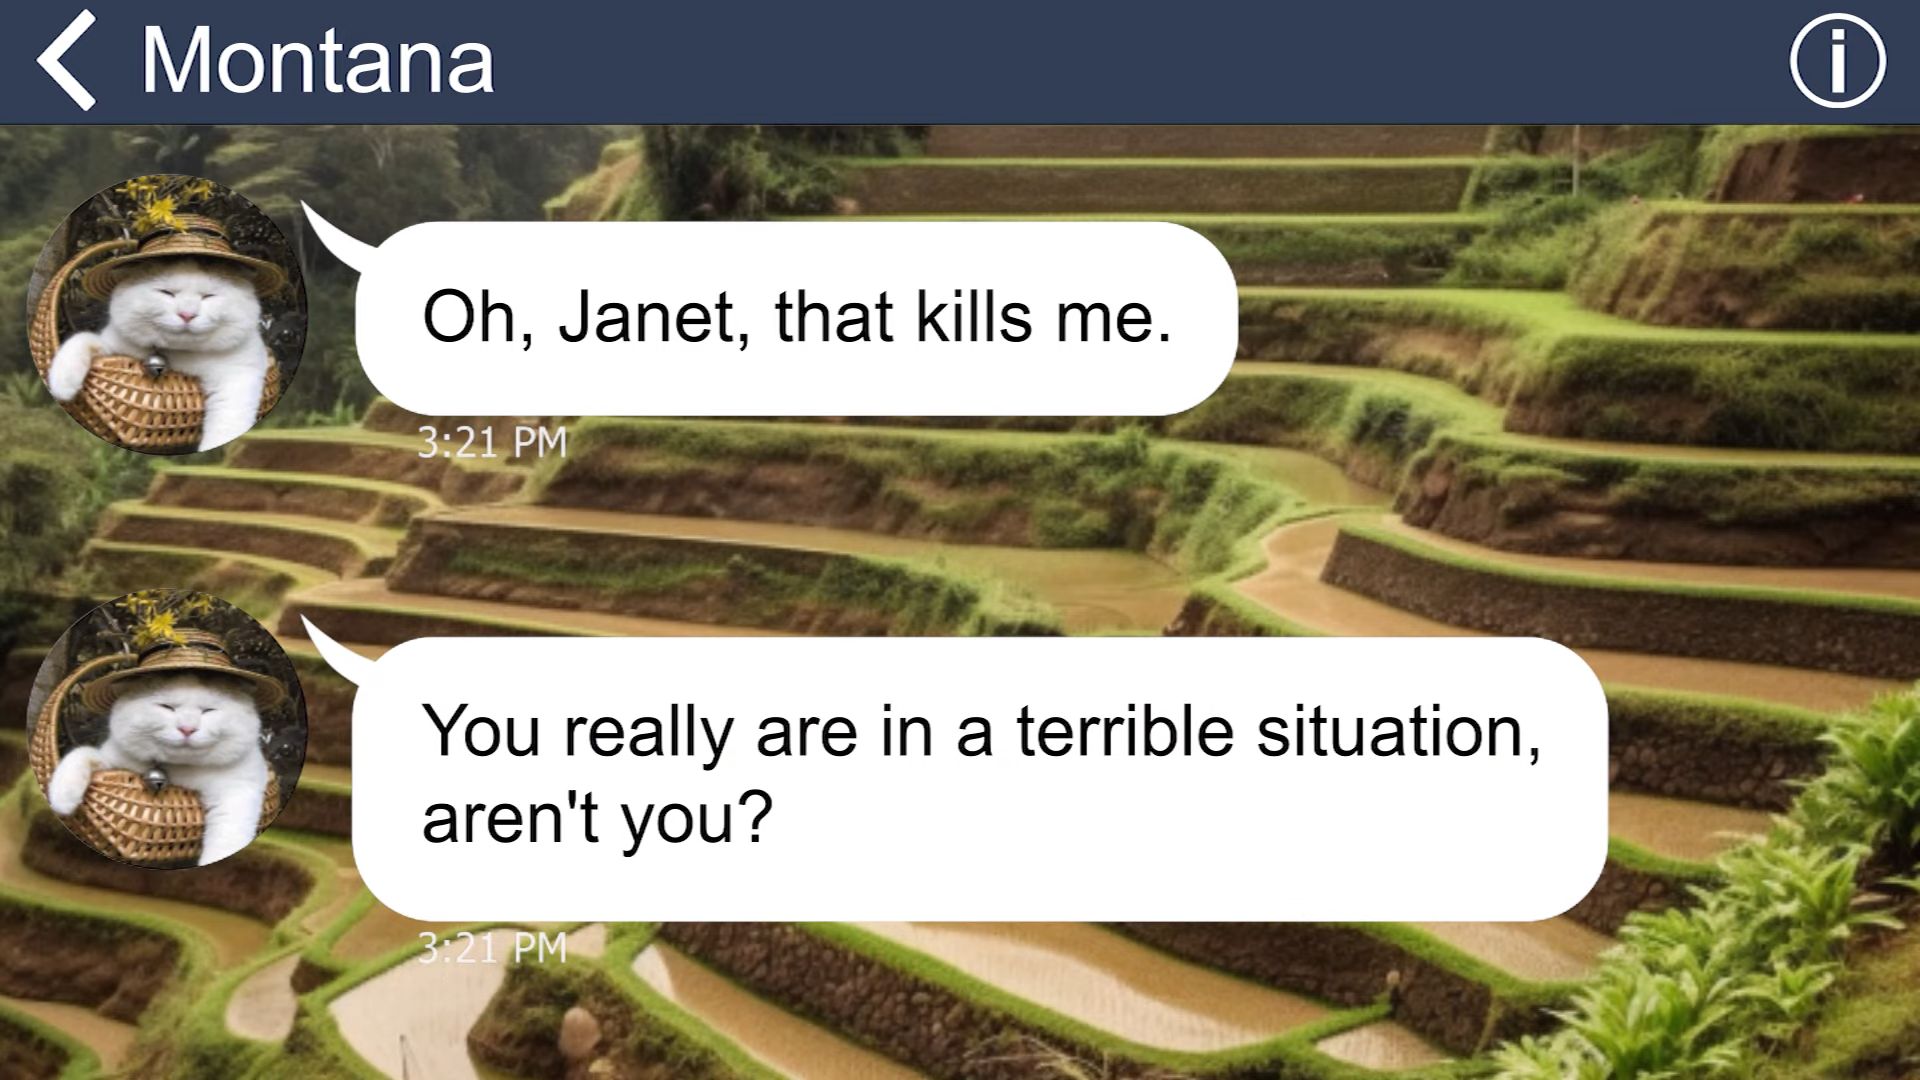 Montana
Oh, Janet, that kills me.
3:21 PM
You really are in a terrible situation,
aren't you?
3:21 PM